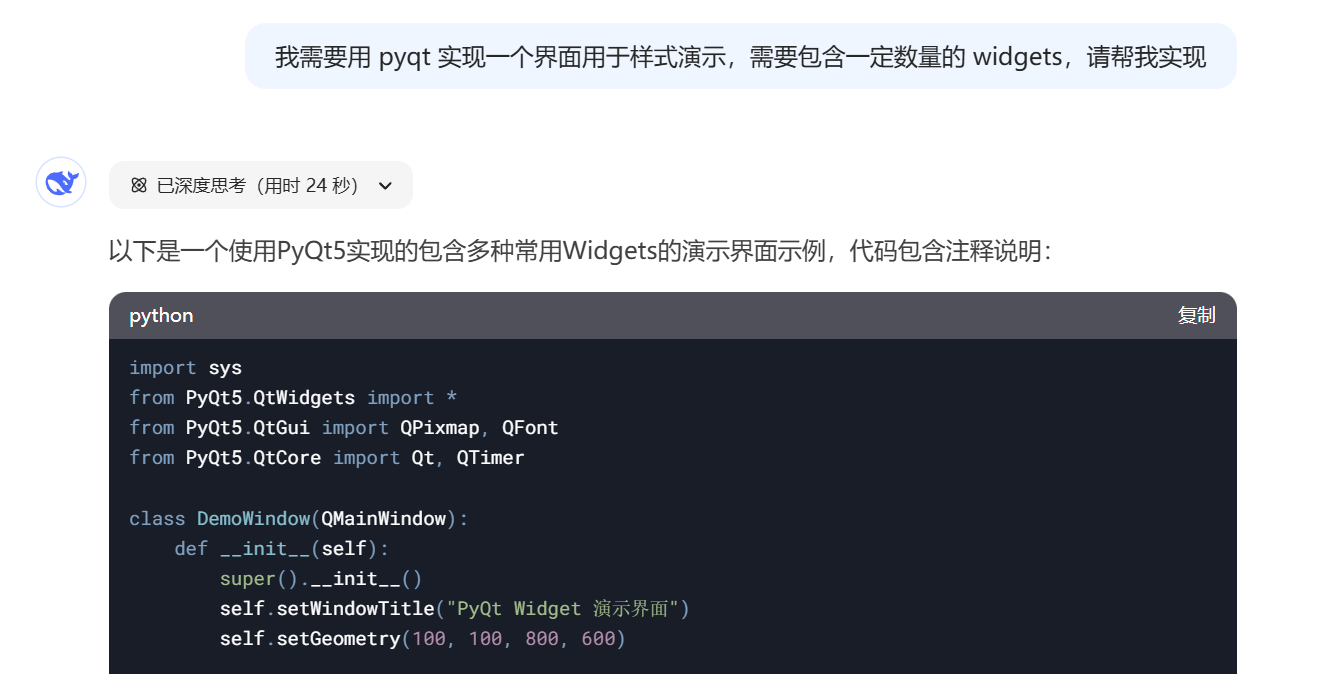 我需要用 pyqt 实现一个界面用于样式演示，需要包含一定数量的 widgets，请帮我实现
已深度思考（用时 24 秒）
以下是一个使用PyQt5实现的包含多种常用Widgets的演示界面示例，代码包含注释说明：
python 复制
import sys
from PyQt5.QtWidgets import *
from PyQt5.QtGui import QPixmap, QFont
from PyQt5.QtCore import Qt, QTimer
class DemoWindow(QMainWindow):
    def __init__(self):
        super().__init__()
        self.setWindowTitle("PyQt Widget 演示界面")
        self.setGeometry(100, 100, 800, 600)